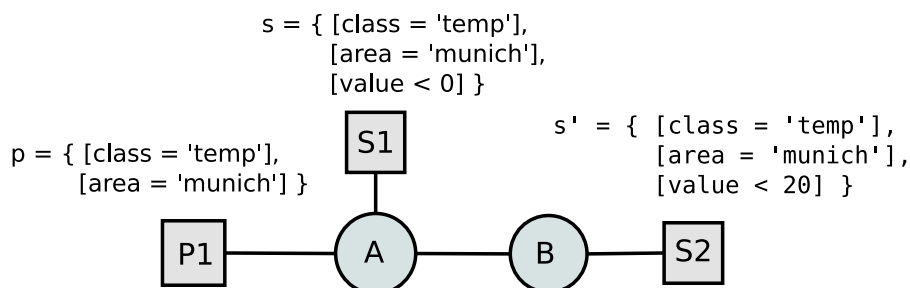 s = { [class = 'temp'],
[area = 'munich'],
[value < 0] }
S1
s' = { [class = 'temp'],
[area = 'munich'],
[value < 20] }
p = { [class = 'temp'],
[area = 'munich'] }
P1
A
B
S2